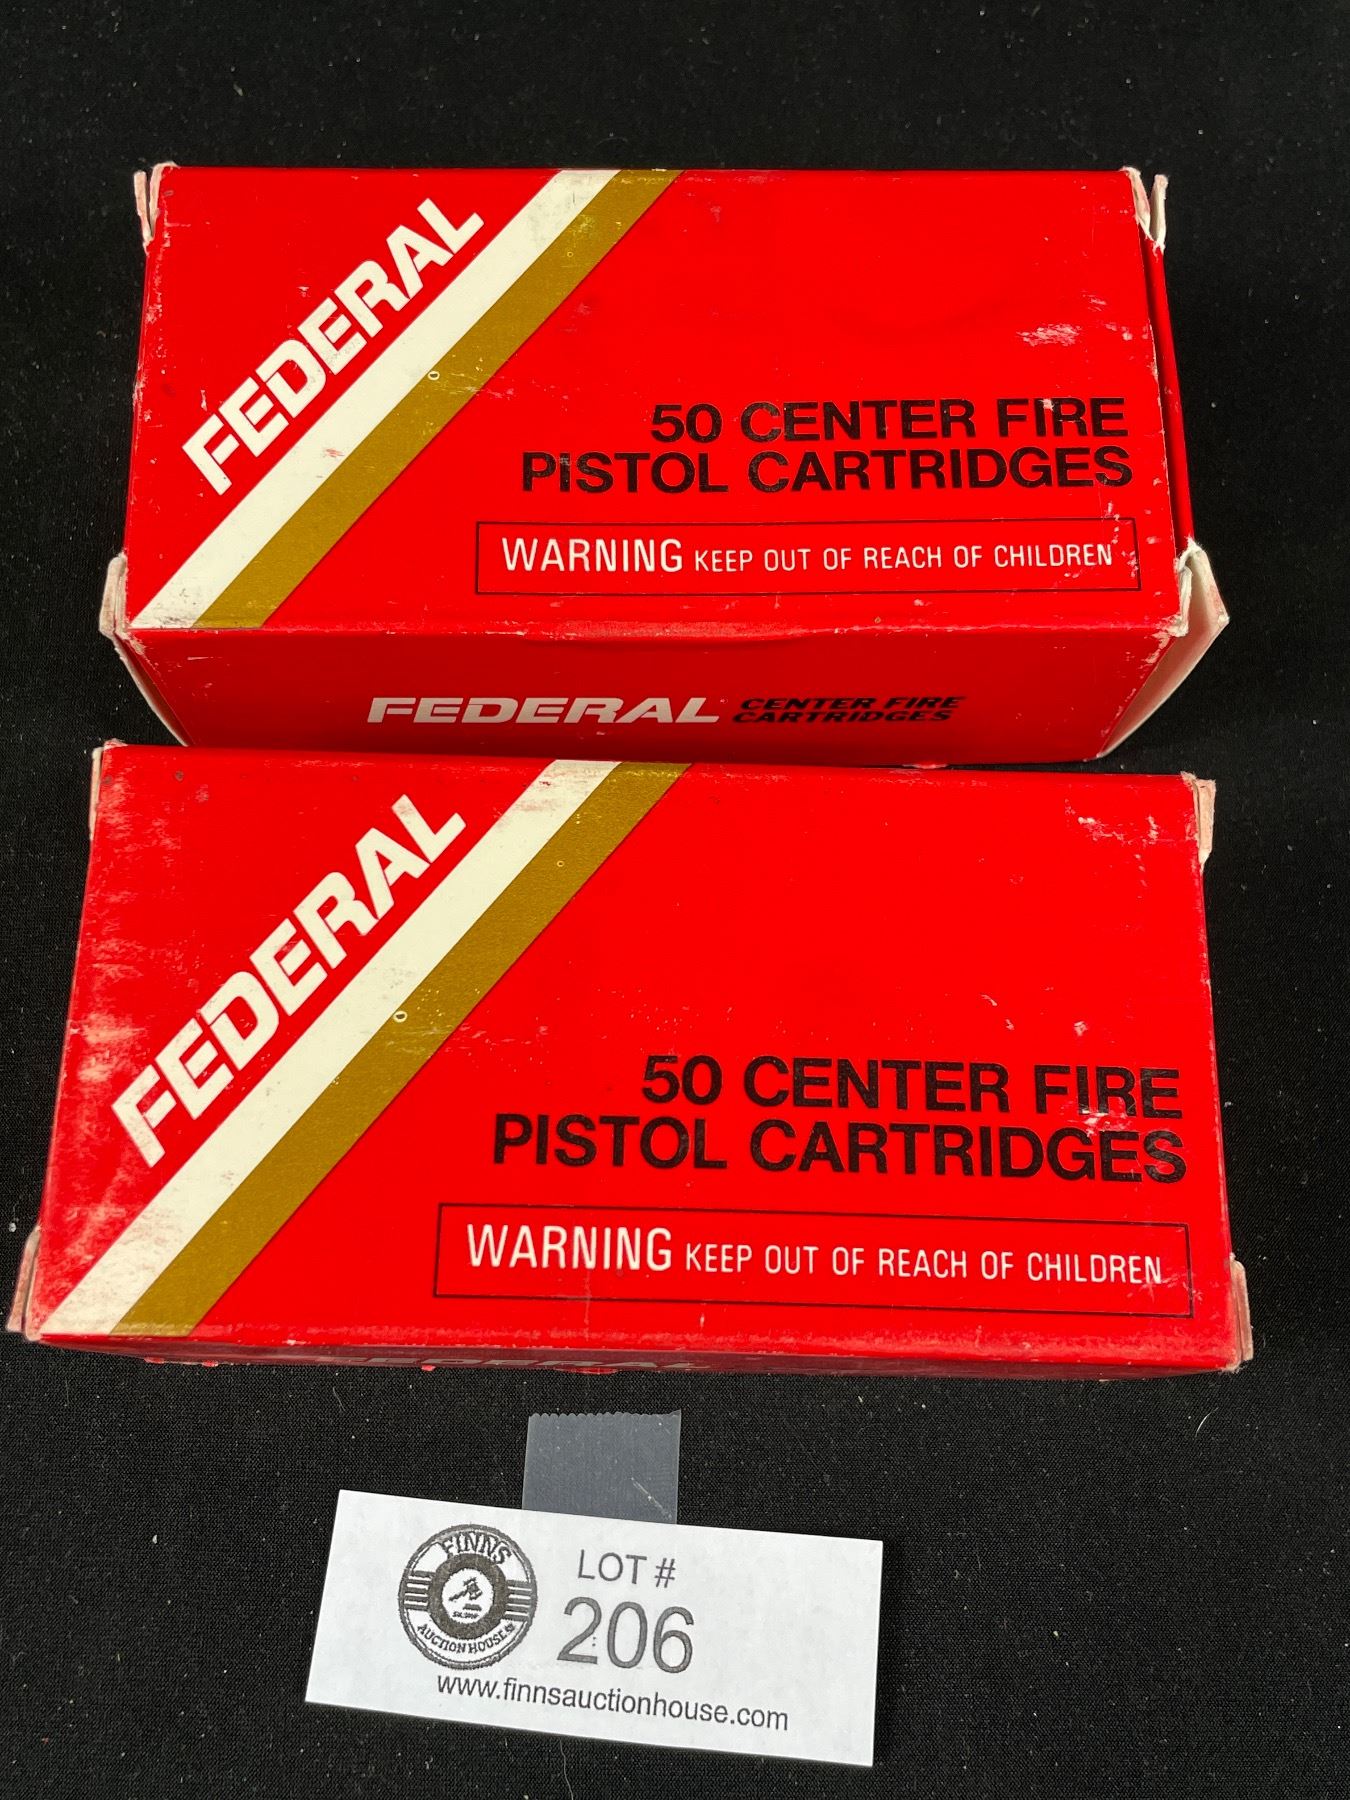 FEDERAL
50 CENTER FIRE
PISTOL CARTRIDGES
WARNING KEEP OUT OF REACH OF CHILDREN
FEDERAL CENTER FIRE
CARTRIDGES
FEDERAL
50 CENTER FIRE
PISTOL CARTRIDGES
WARNING KEEP OUT OF REACH OF CHILDREN
FEDERAL
FINNS
AUCTION HOUSE
LOT #
206
www.finnsauctionhouse.com